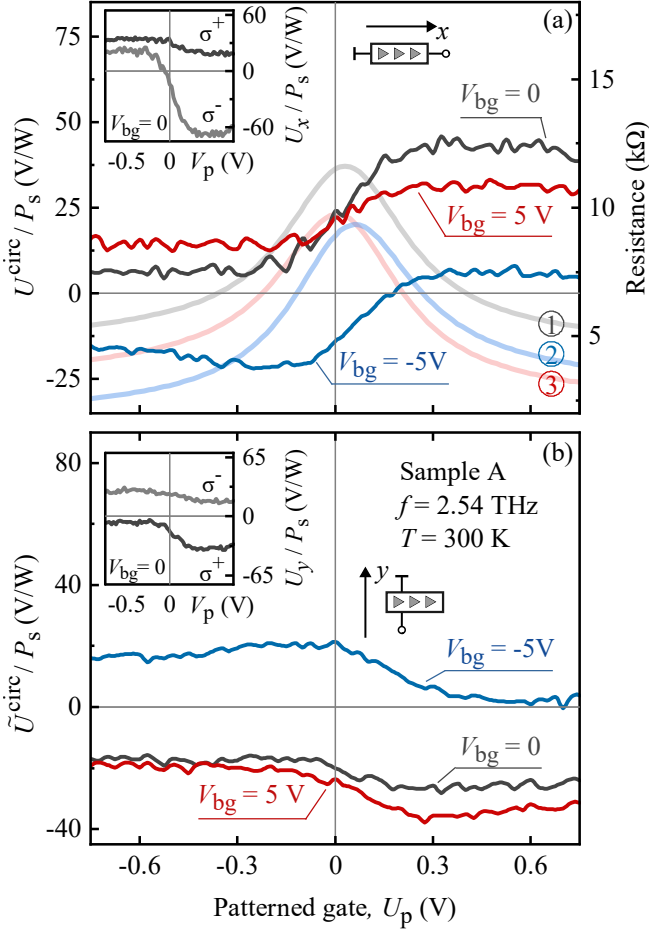 (a)
75
50
25
0
-25
U^circ / P_s (V/W)
15
10
5
Resistance (kΩ)
60
0
-60
U_x / P_s (V/W)
σ^+
σ^-
V_bg = 0
-0.5 0
V_p (V)
x
V_bg = 0
V_bg = 5 V
V_bg = -5V
1
2
3
(b)
80
40
0
-40
Ũ^circ / P_s (V/W)
65
0
-65
U_y / P_s (V/W)
σ^-
V_bg = 0
σ^+
-0.5 0 V_p (V)
Sample A
f = 2.54 THz
T = 300 K
y
V_bg = -5V
V_bg = 0
V_bg = 5 V
-0.6 -0.3 0 0.3 0.6
Patterned gate, U_p (V)